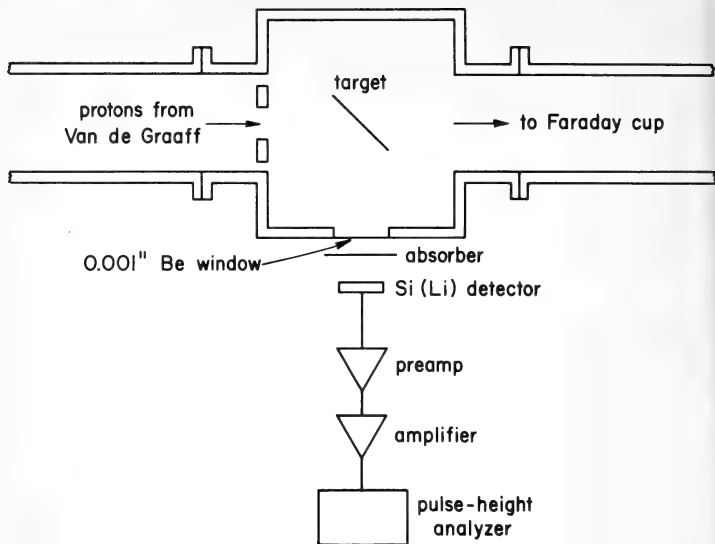 target
protons from
Van de Graaff
to Faraday cup
0.001" Be window
absorber
Si (Li) detector
preamp
amplifier
pulse-height
analyzer